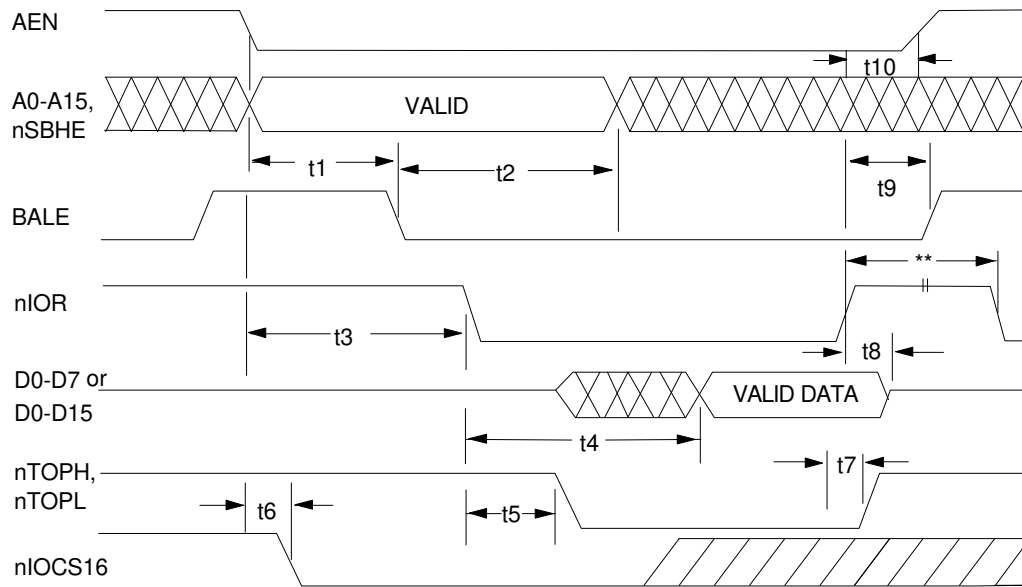 AEN
t10
A0-A15,
nSBHE
VALID
t1
t2
t9
BALE
**
nIOR
t3
t8
D0-D7 or
D0-D15
VALID DATA
t4
nTOPH,
nTOPL
t7
t6
t5
nIOCS16